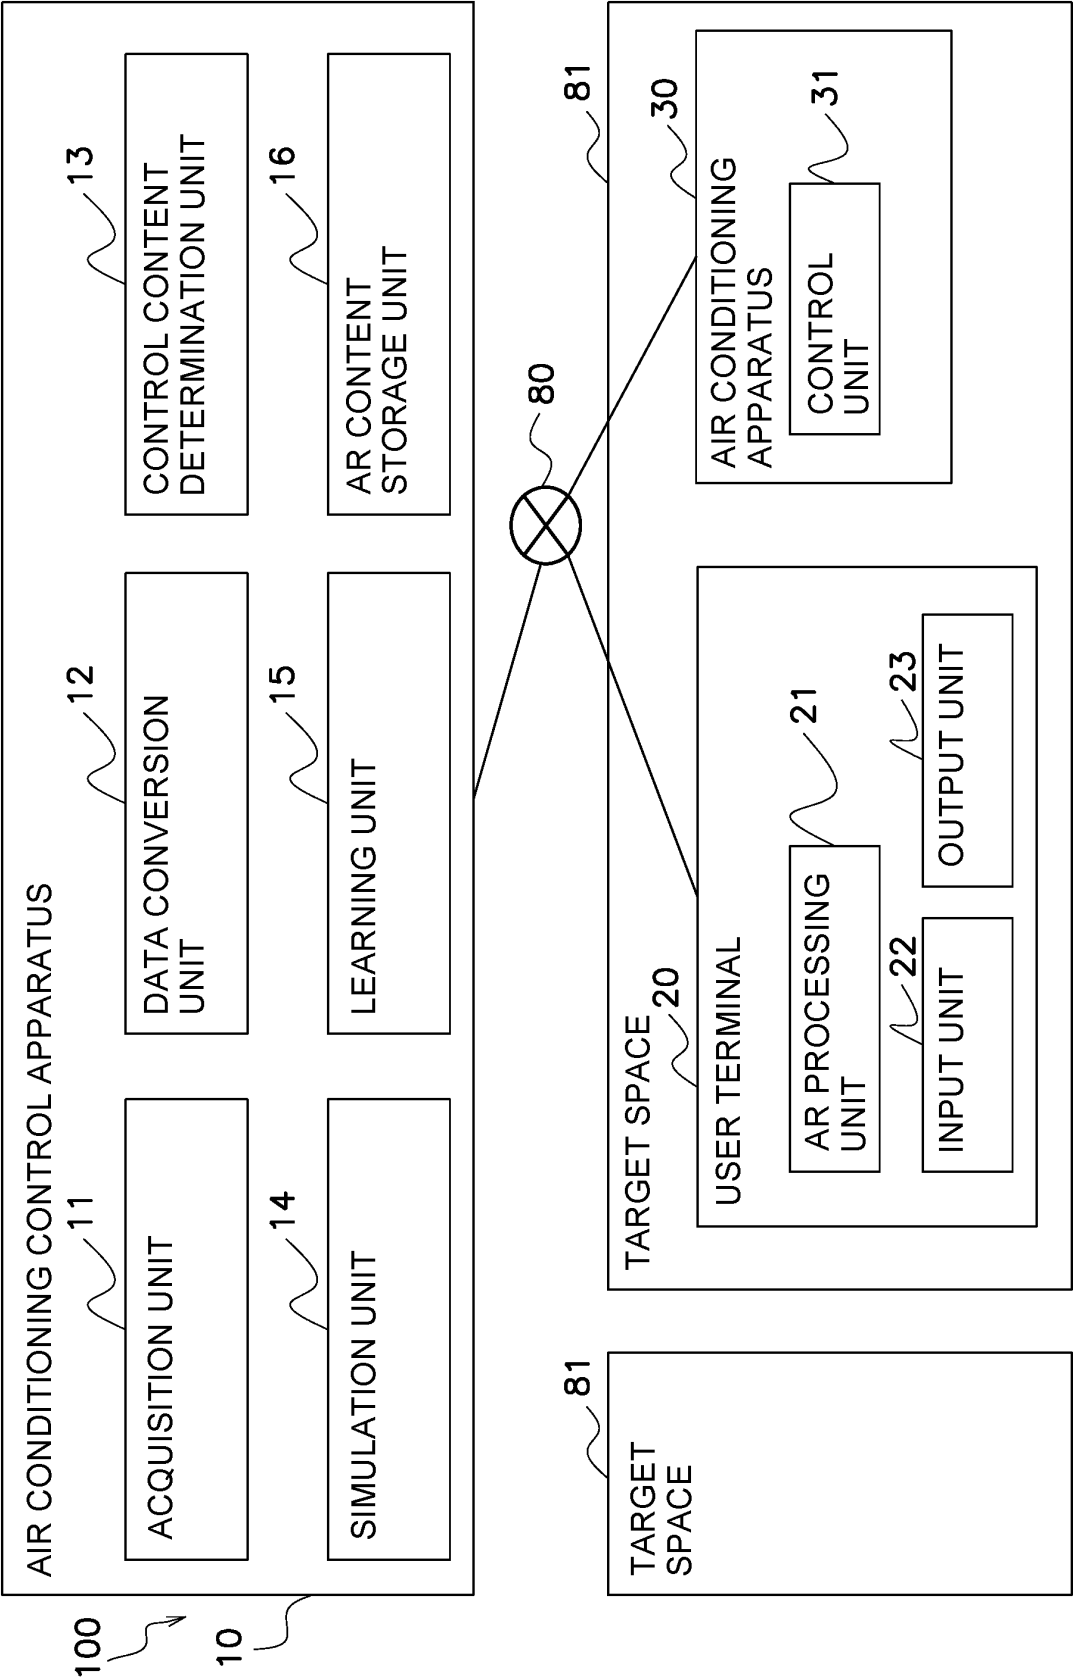 100
10
AIR CONDITIONING CONTROL APPARATUS
11
ACQUISITION UNIT
12
DATA CONVERSION
UNIT
13
CONTROL CONTENT
DETERMINATION UNIT
14
SIMULATION UNIT
15
LEARNING UNIT
16
AR CONTENT
STORAGE UNIT
80
81
TARGET
SPACE
81
TARGET SPACE
20
USER TERMINAL
21
AR PROCESSING
UNIT
22
INPUT UNIT
23
OUTPUT UNIT
30
AIR CONDITIONING
APPARATUS
31
CONTROL
UNIT